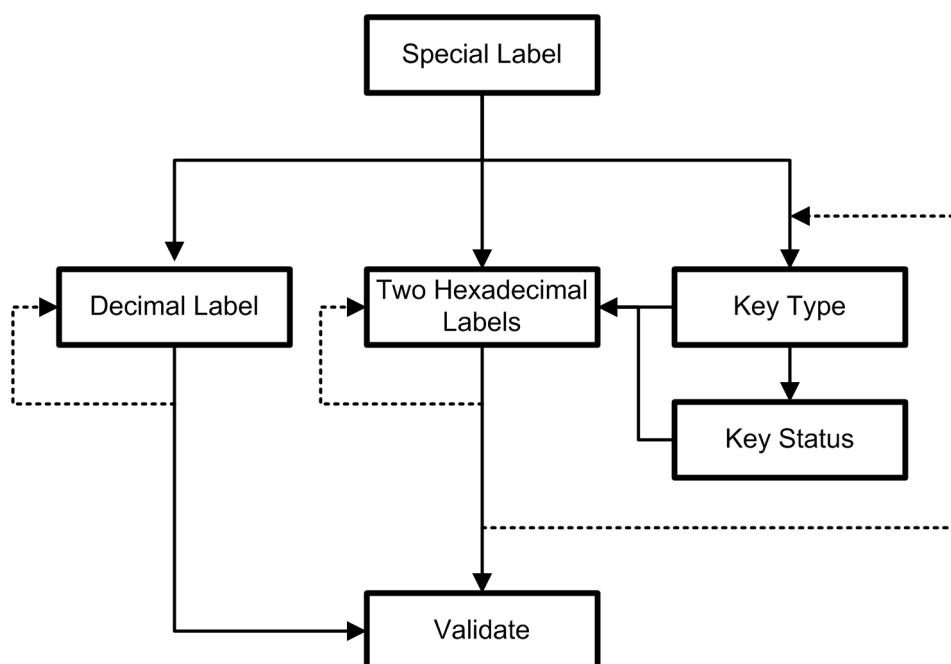 Special Label
Decimal Label
Two Hexadecimal
Labels
Key Type
Key Status
Validate